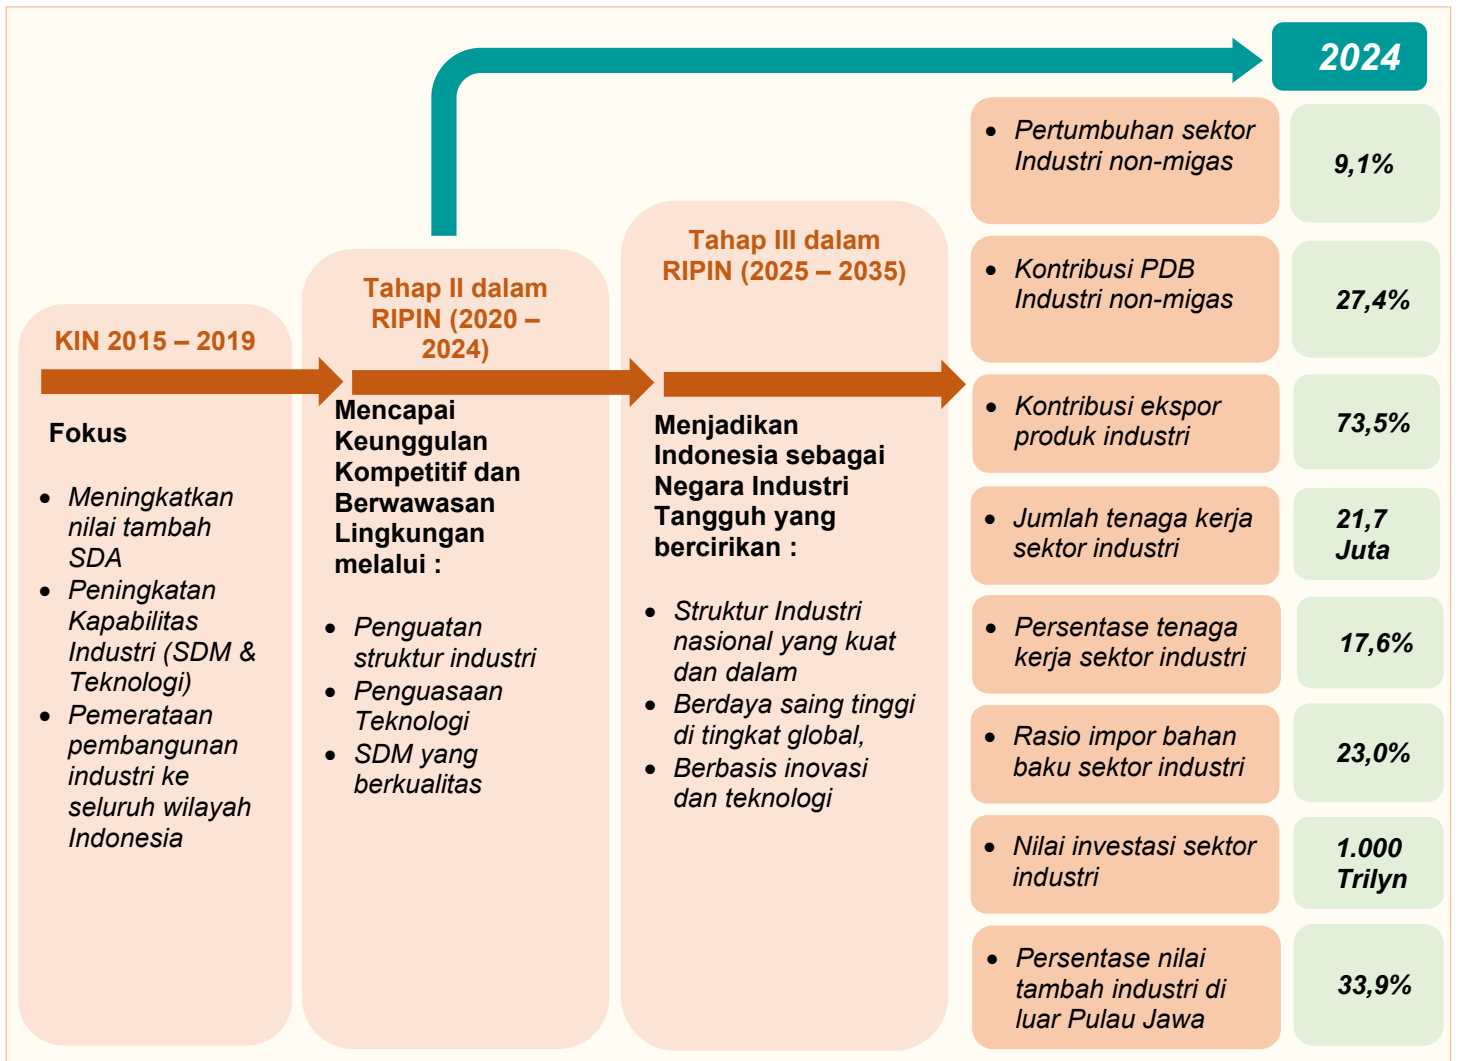 KIN 2015 – 2019
Fokus
• Meningkatkan
nilai tambah
SDA
• Peningkatan
Kapabilitas
Industri (SDM &
Teknologi)
• Pemerataan
pembangunan
industri ke
seluruh wilayah
Indonesia
Tahap II dalam
RIPIN (2020 –
2024)
Mencapai
Keunggulan
Kompetitif dan
Berwawasan
Lingkungan
melalui :
• Penguatan
struktur industri
• Penguasaan
Teknologi
• SDM yang
berkualitas
Tahap III dalam
RIPIN (2025 – 2035)
Menjadikan
Indonesia sebagai
Negara Industri
Tangguh yang
bercirikan :
• Struktur Industri
nasional yang kuat
dan dalam
• Berdaya saing tinggi
di tingkat global,
• Berbasis inovasi
dan teknologi
2024
• Pertumbuhan sektor
Industri non-migas
9,1%
• Kontribusi PDB
Industri non-migas
27,4%
• Kontribusi ekspor
produk industri
73,5%
• Jumlah tenaga kerja
sektor industri
21,7
Juta
• Persentase tenaga
kerja sektor industri
17,6%
• Rasio impor bahan
baku sektor industri
23,0%
• Nilai investasi sektor
industri
1.000
Trilyn
• Persentase nilai
tambah industri di
luar Pulau Jawa
33,9%